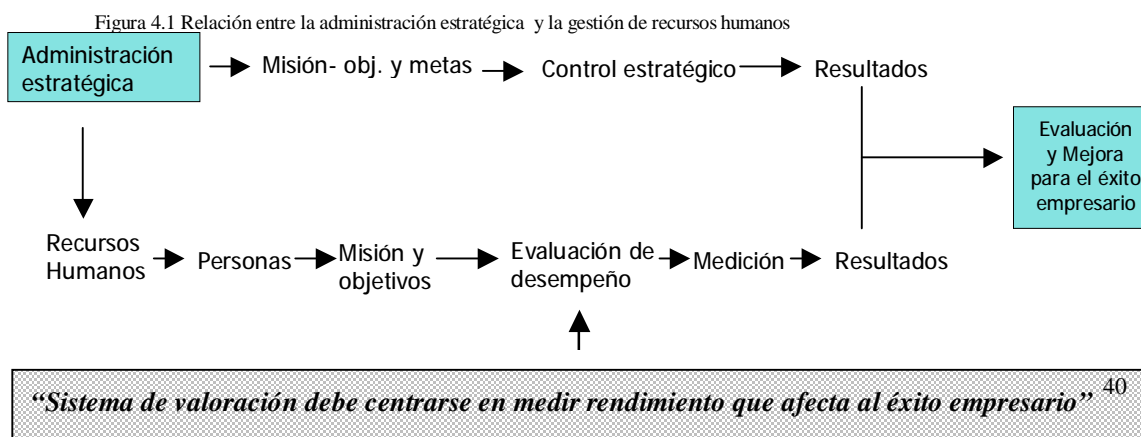 Figura 4.1 Relación entre la administración estratégica y la gestión de recursos humanos
Administración
estratégica
Misión- obj. y metas
Control estratégico
Resultados
Evaluación
y Mejora
para el éxito
empresario
Recursos
Humanos
Personas
Misión y
objetivos
Evaluación de
desempeño
Medición
Resultados
“Sistema de valoración debe centrarse en medir rendimiento que afecta al éxito empresario” 40